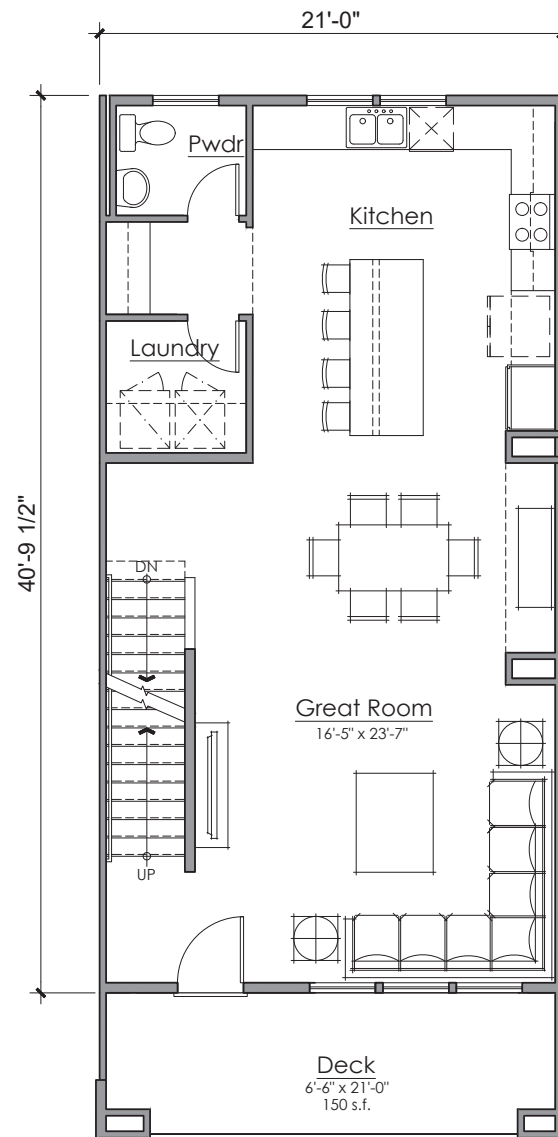 21'-0"
Pwdr
Kitchen
Laundry
40'-9 1/2"
DN
Great Room
16'-5" x 23'-7"
UP
Deck
6'-6" x 21'-0"
150 s.f.